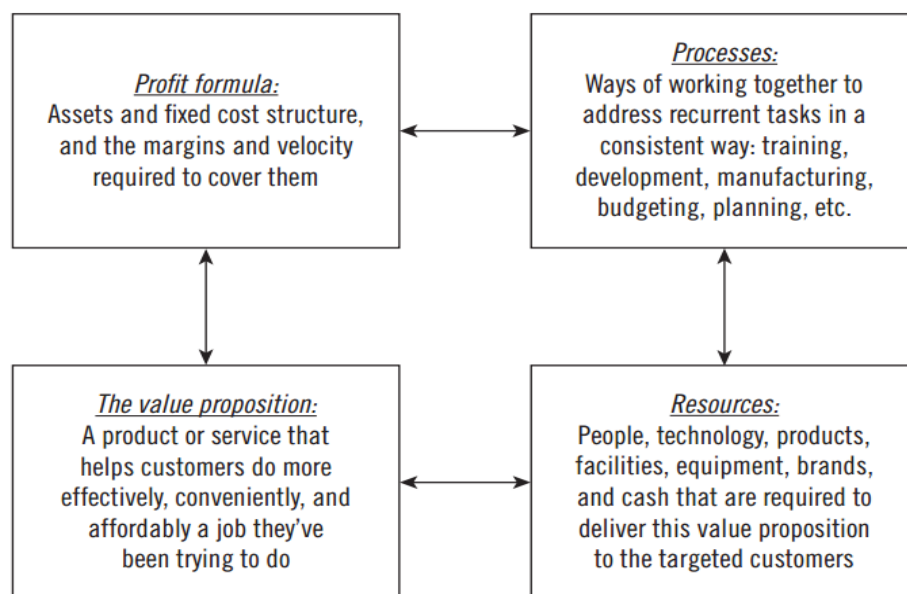 Profit formula:
Assets and fixed cost structure,
and the margins and velocity
required to cover them
Processes:
Ways of working together to
address recurrent tasks in a
consistent way: training,
development, manufacturing,
budgeting, planning, etc.
The value proposition:
A product or service that
helps customers do more
effectively, conveniently, and
affordably a job they've
been trying to do
Resources:
People, technology, products,
facilities, equipment, brands,
and cash that are required to
deliver this value proposition
to the targeted customers